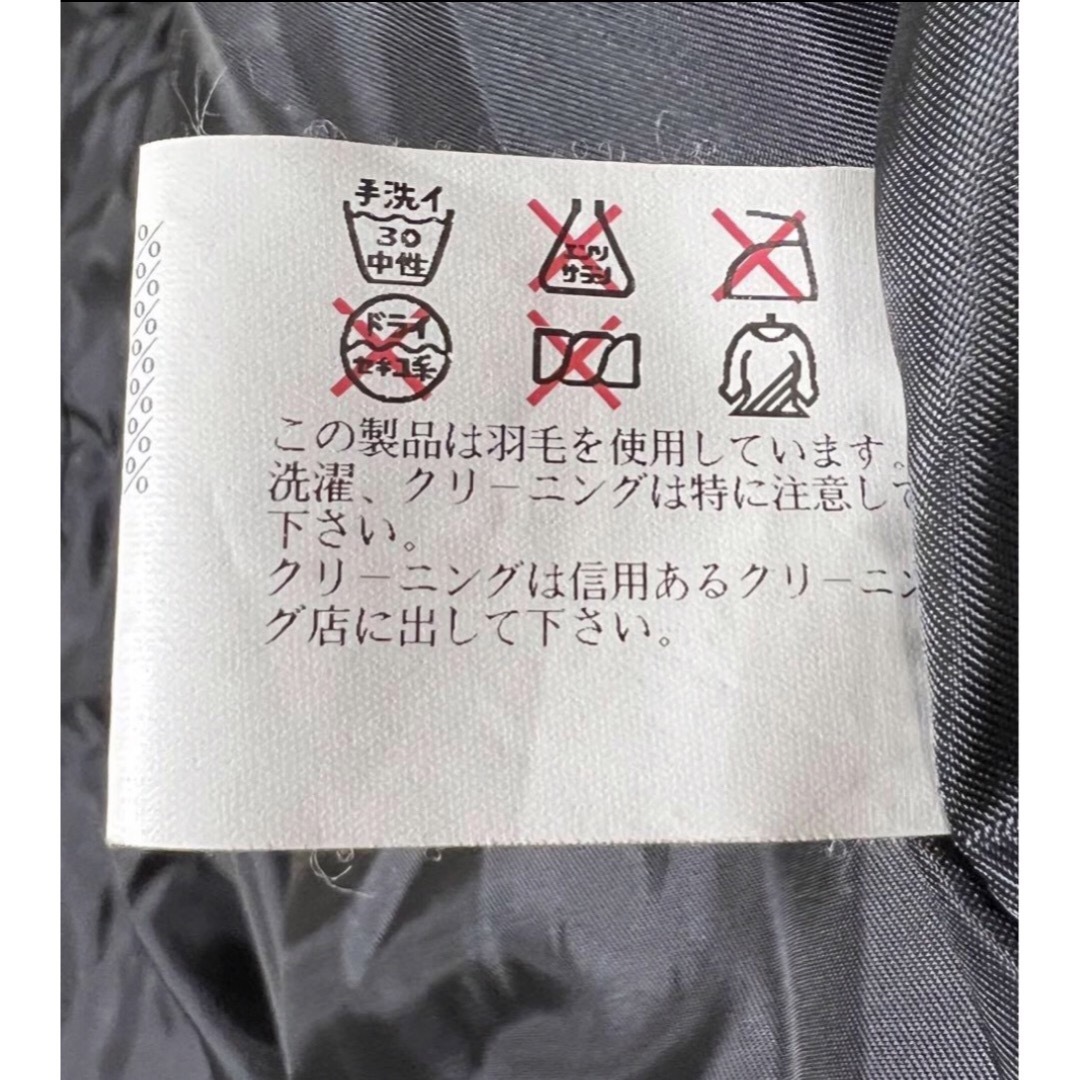 手洗イ
30
中性
エンソ
サラシ
ドライ
セキユ系
%
%
%
%
%
%
%
この製品は羽毛を使用しています。
洗濯、クリーニングは特に注意して
下さい。
クリーニングは信用あるクリーニン
グ店に出して下さい。